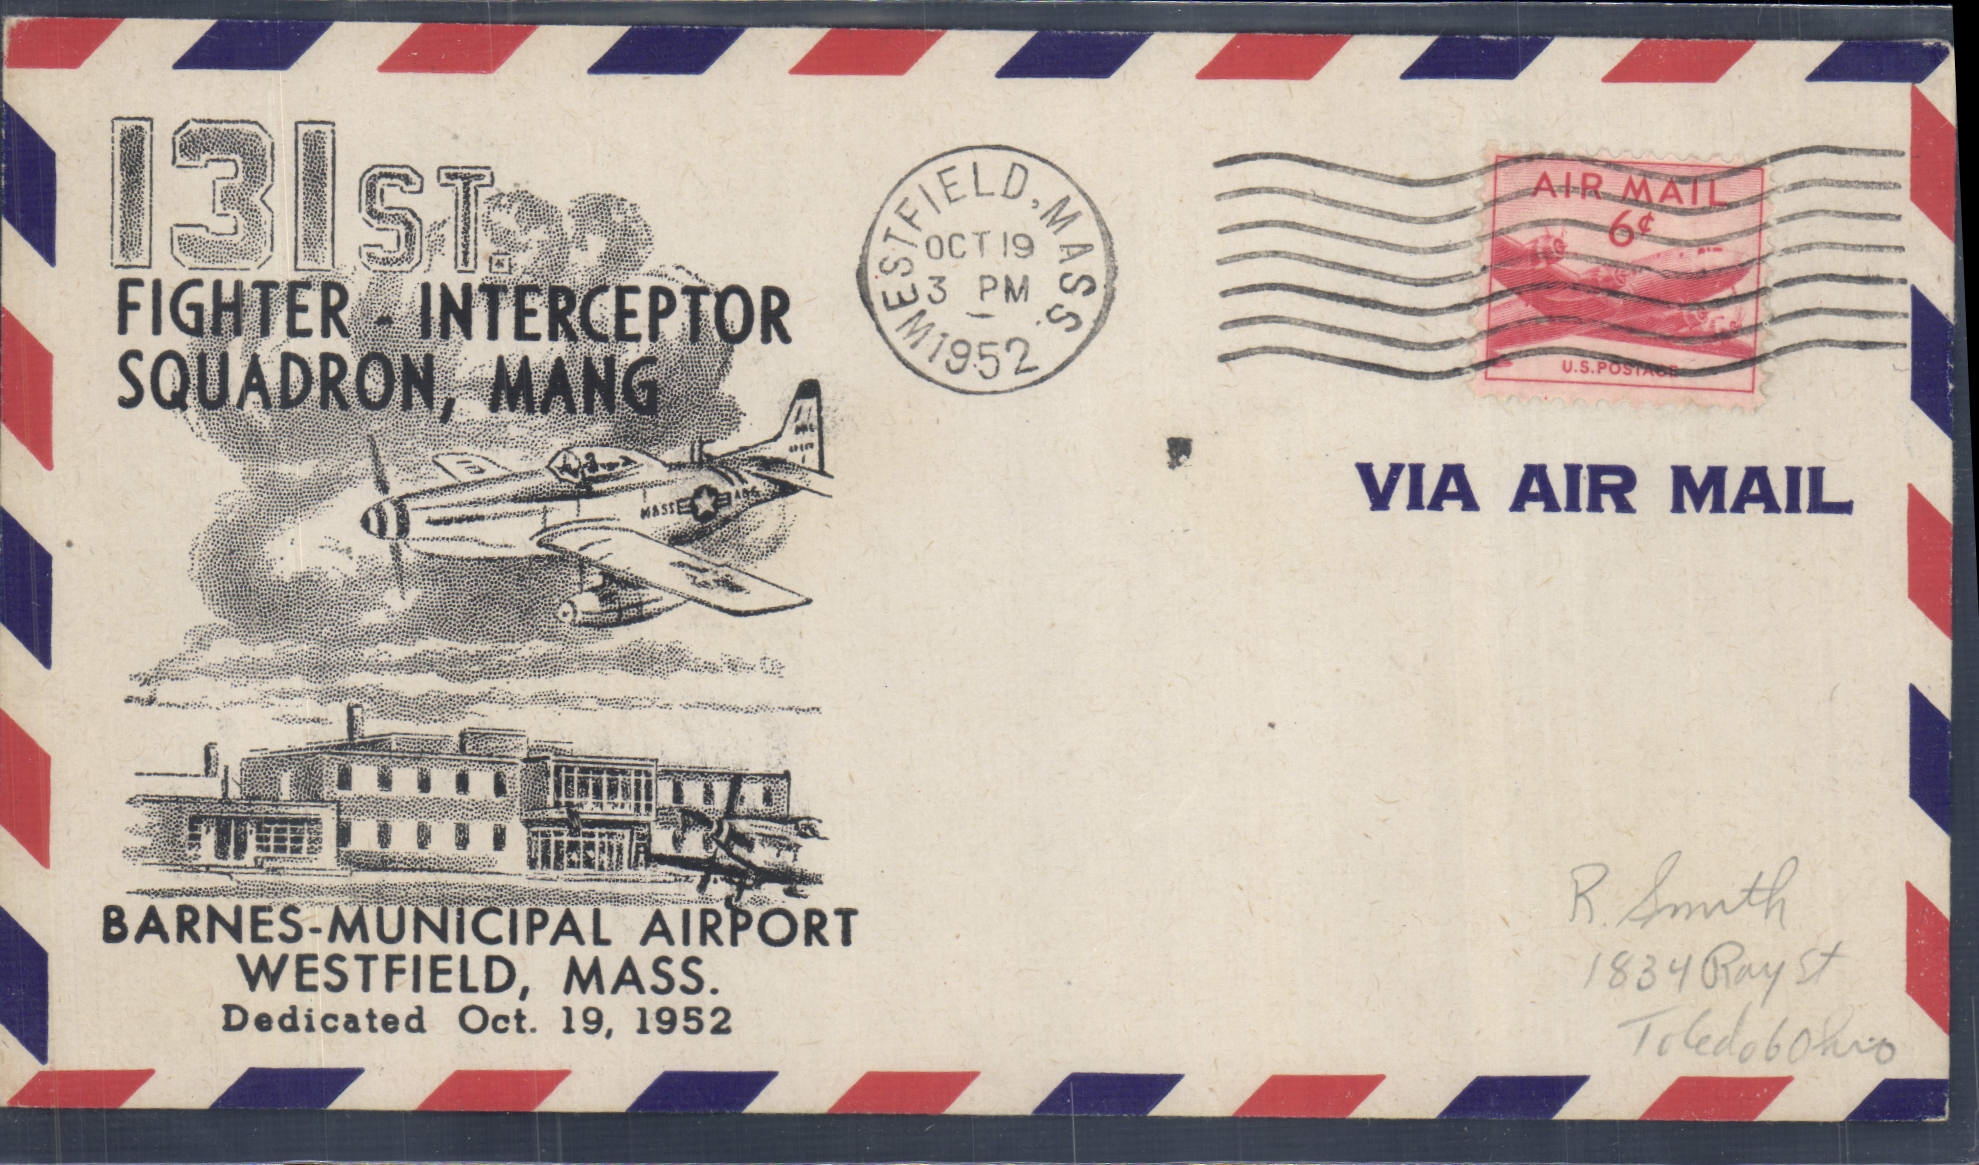 131ST.
FIGHTER - INTERCEPTOR
SQUADRON, MANG
MASS
BARNES-MUNICIPAL AIRPORT
WESTFIELD, MASS.
Dedicated Oct. 19, 1952
WESTFIELD, MASS
OCT 19
3 PM
1952
AIR MAIL
6¢
U.S. POSTAGE
VIA AIR MAIL
R. Smith
1834 Ray St
Toledo 6 Ohio